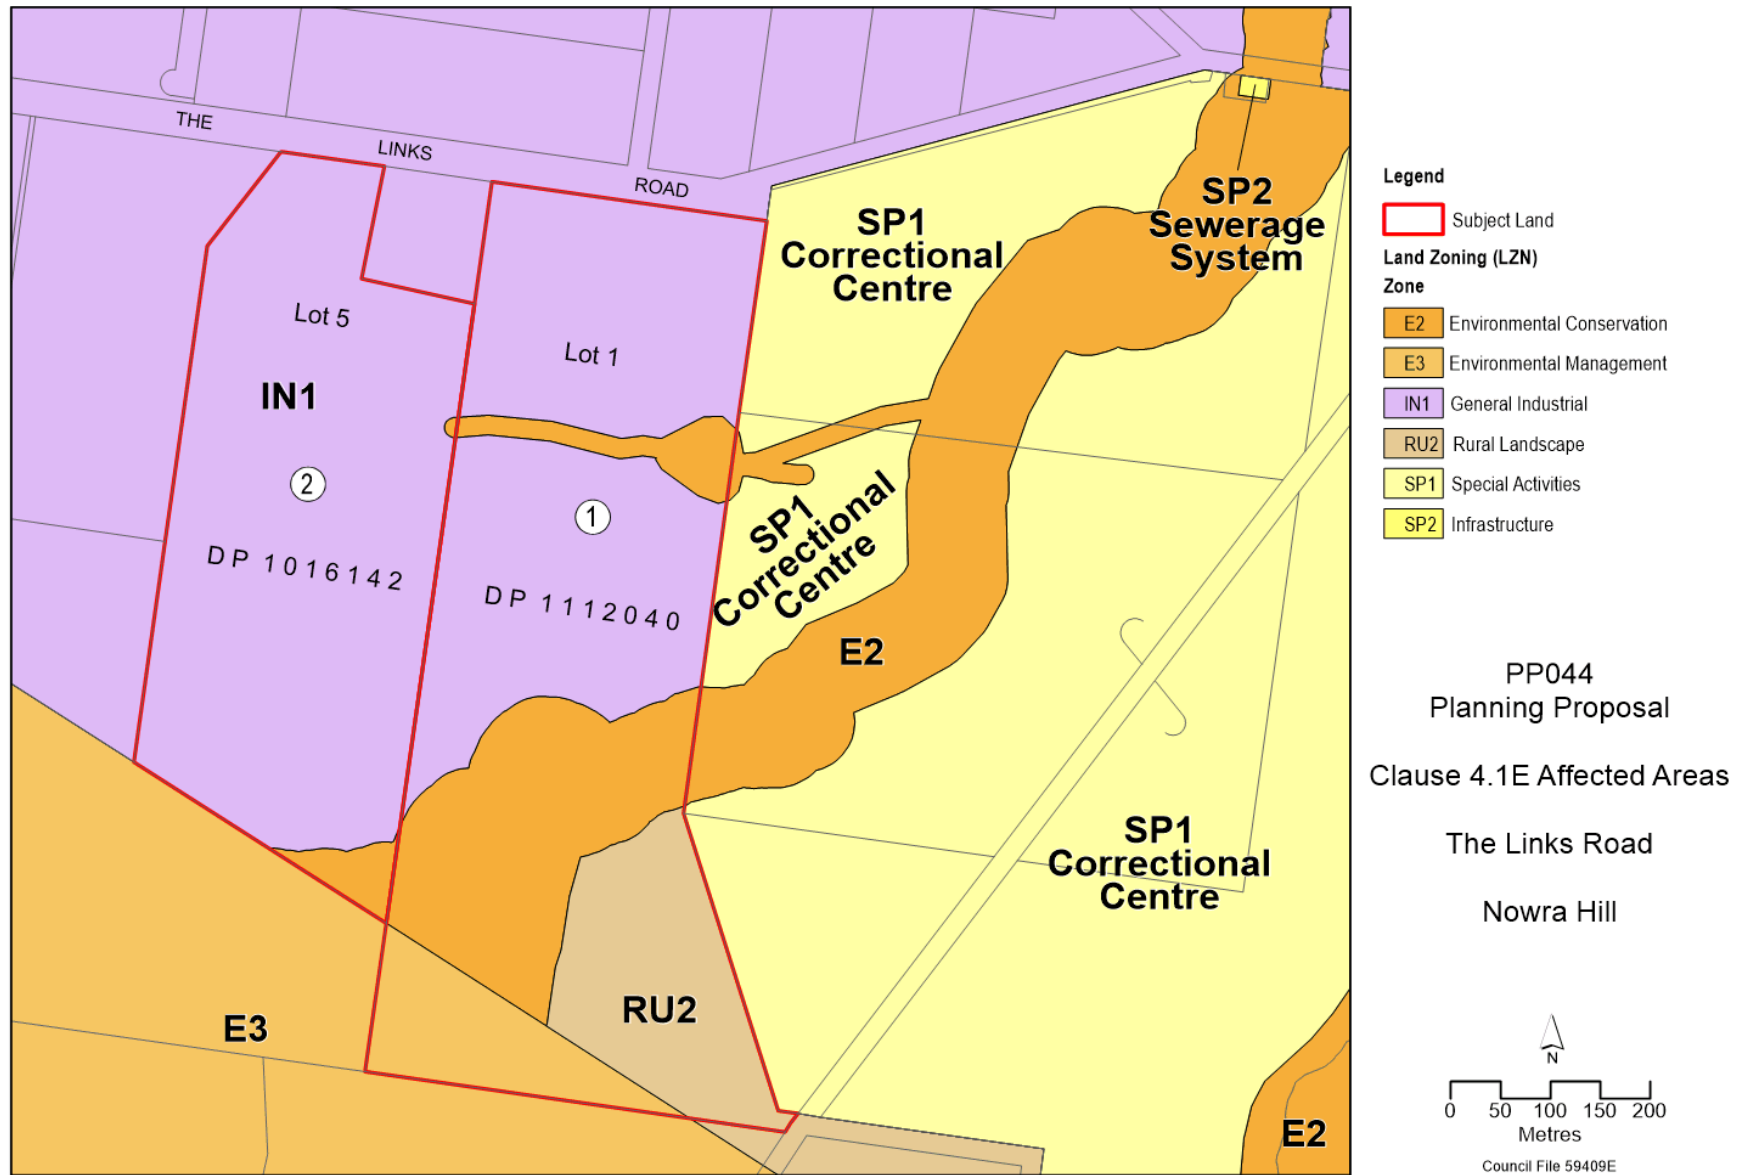 THE
LINKS
ROAD
Lot 5
Lot 1
IN1
2
1
DP 1016142
DP 1112040
SP1
Correctional
Centre
SP2
Sewerage
System
SP1
Correctional
Centre
E2
SP1
Correctional
Centre
RU2
E3
E2
Legend
Subject Land
Land Zoning (LZN)
Zone
E2 Environmental Conservation
E3 Environmental Management
IN1 General Industrial
RU2 Rural Landscape
SP1 Special Activities
SP2 Infrastructure
PP044
Planning Proposal
Clause 4.1E Affected Areas
The Links Road
Nowra Hill
N
0 50 100 150 200
Metres
Council File 59409E